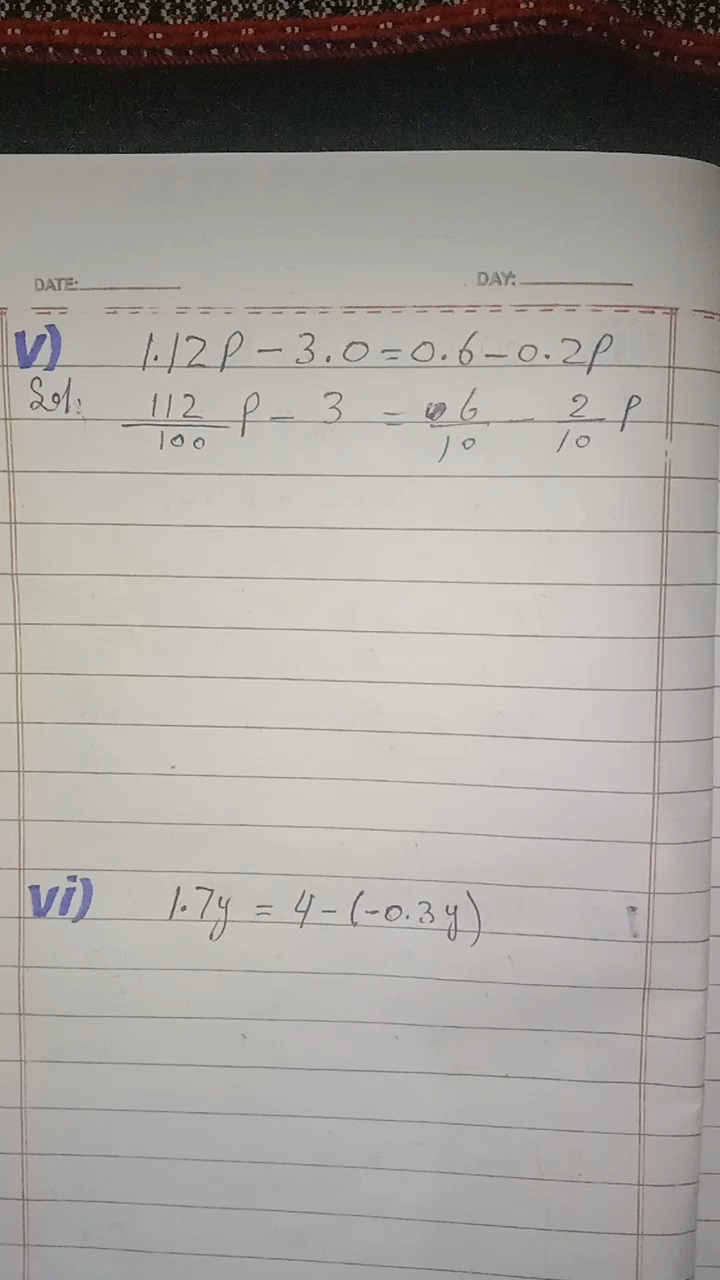 DATE: DAY:
v) 1.12P - 3.0 = 0.6 - 0.2P
Sol: 112/100 P - 3 = 6/10 - 2/10 P
vi) 1.7y = 4 - (-0.3y)